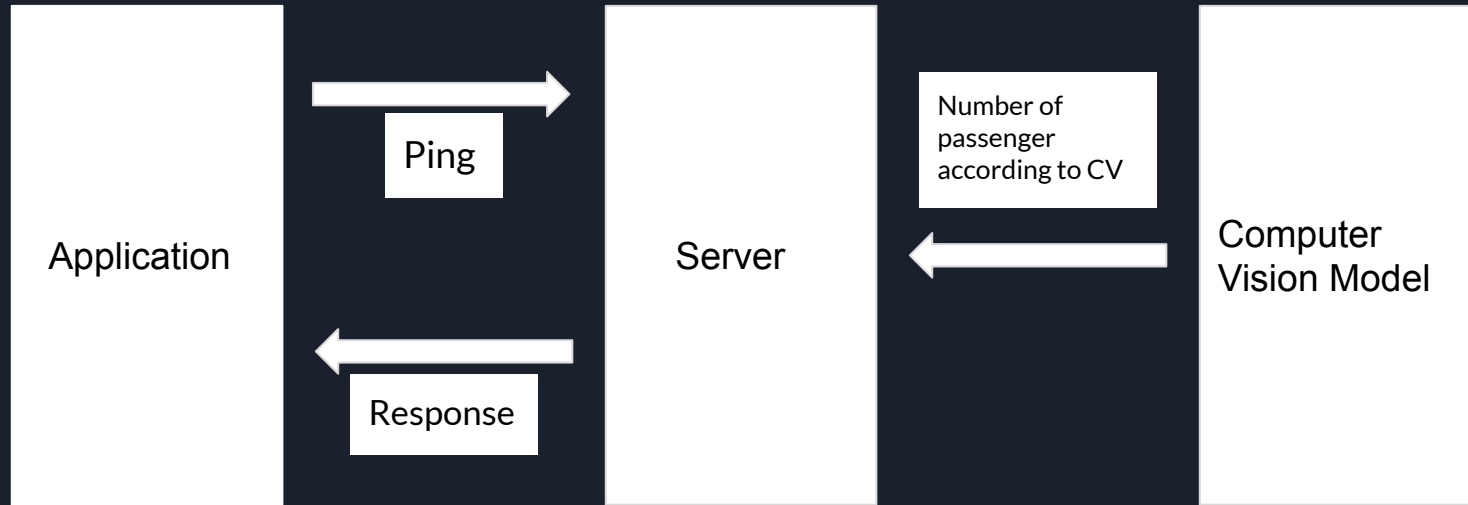 Application
Ping
Response
Server
Number of
passenger
according to CV
Computer
Vision Model